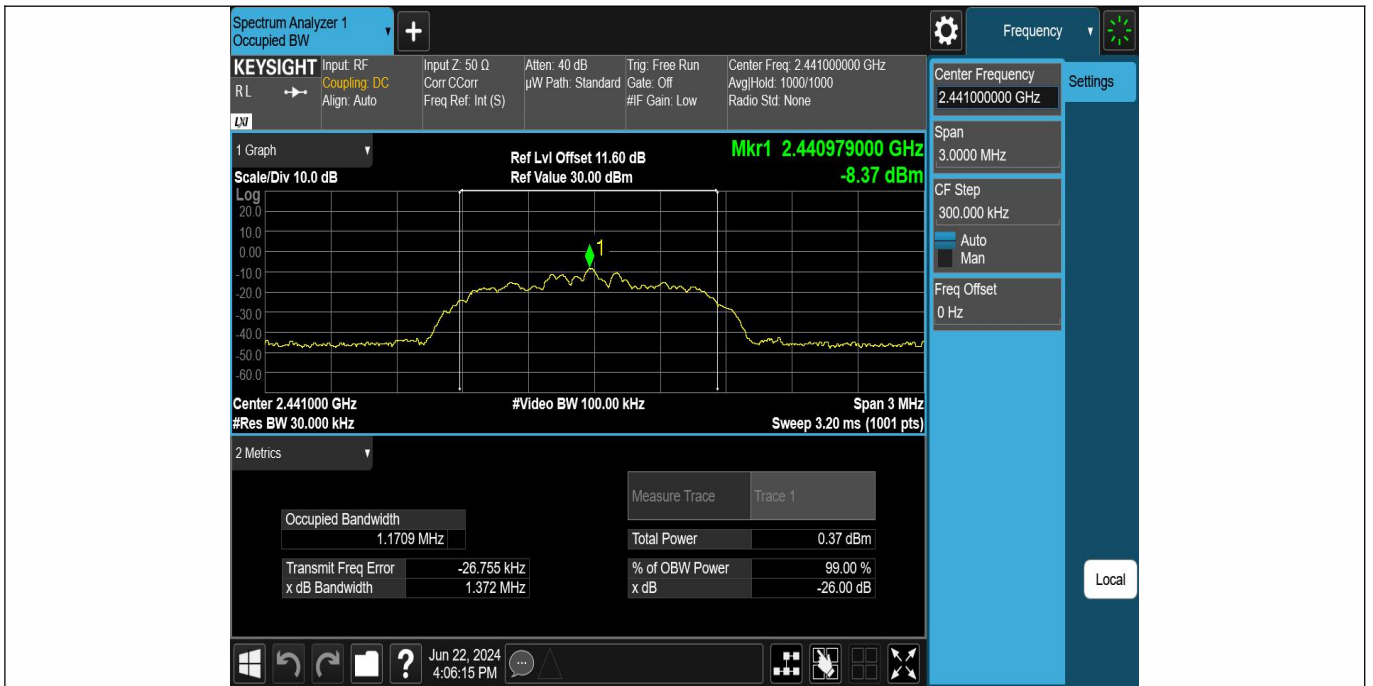 Spectrum Analyzer 1
Occupied BW
+
Frequency
KEYSIGHT
RL
LXI
Input: RF
Coupling: DC
Align: Auto
Input Z: 50 Ω
Corr CCorr
Freq Ref: Int (S)
Atten: 40 dB
µW Path: Standard
Trig: Free Run
Gate: Off
#IF Gain: Low
Center Freq: 2.441000000 GHz
Avg|Hold: 1000/1000
Radio Std: None
Center Frequency
2.441000000 GHz
Settings
Span
3.0000 MHz
CF Step
300.000 kHz
Auto
Man
Freq Offset
0 Hz
Local
1 Graph
Scale/Div 10.0 dB
Ref Lvl Offset 11.60 dB
Ref Value 30.00 dBm
Mkr1 2.440979000 GHz
-8.37 dBm
Log
20.0
10.0
0.00
-10.0
-20.0
-30.0
-40.0
-50.0
-60.0
1
Center 2.441000 GHz
#Video BW 100.00 kHz
Span 3 MHz
#Res BW 30.000 kHz
Sweep 3.20 ms (1001 pts)
2 Metrics
Measure Trace Trace 1
Occupied Bandwidth
1.1709 MHz
Total Power 0.37 dBm
Transmit Freq Error -26.755 kHz
% of OBW Power 99.00 %
x dB Bandwidth 1.372 MHz
x dB -26.00 dB
?
Jun 22, 2024
4:06:15 PM